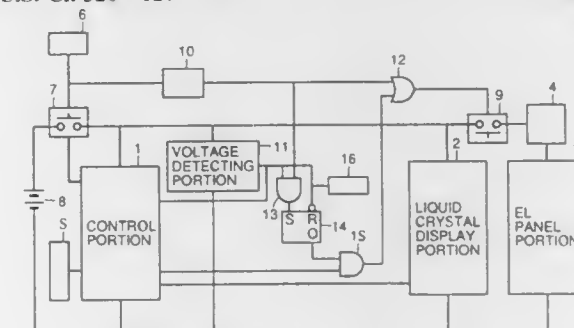 6
10
12
7
9
4
1
VOLTAGE
DETECTING
PORTION
11
2
16
8
S
CONTROL
PORTION
13
S
R
Q
14
15
LIQUID
CRYSTAL
DISPLAY
PORTION
EL
PANEL
PORTION